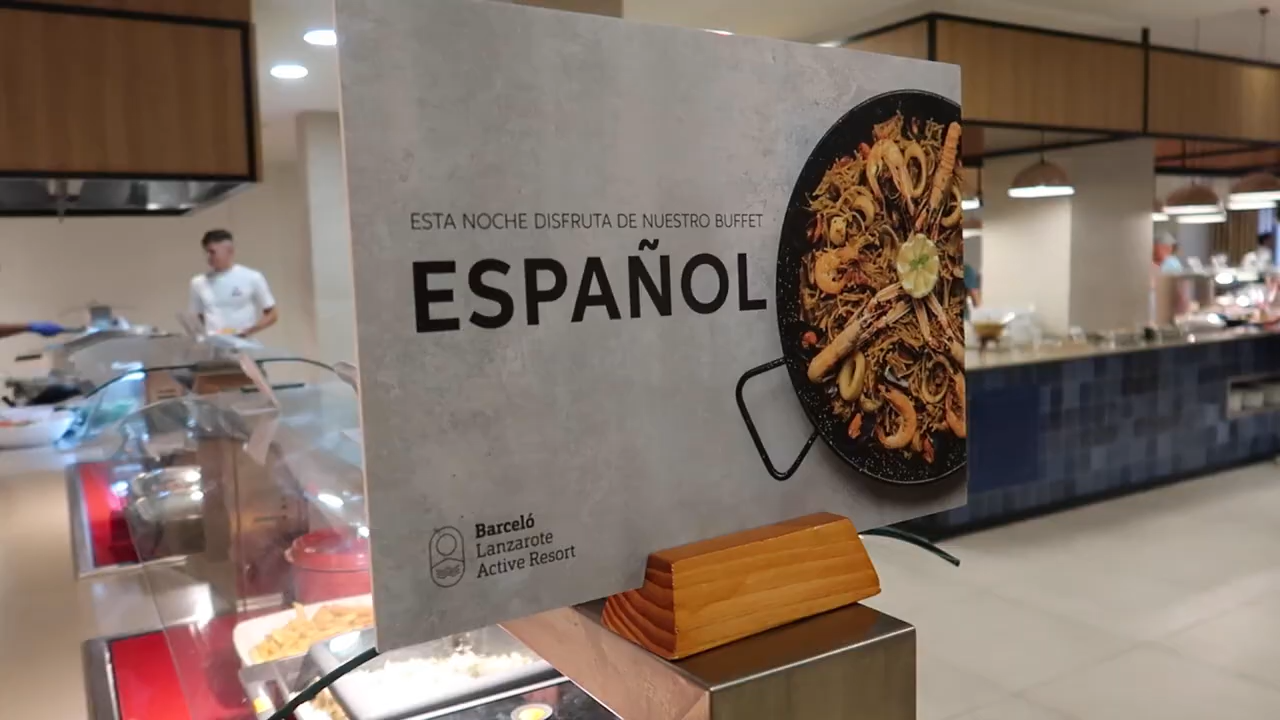 ESTA NOCHE DISFRUTA DE NUESTRO BUFFET
ESPAÑOL
Barceló
Lanzarote
Active Resort